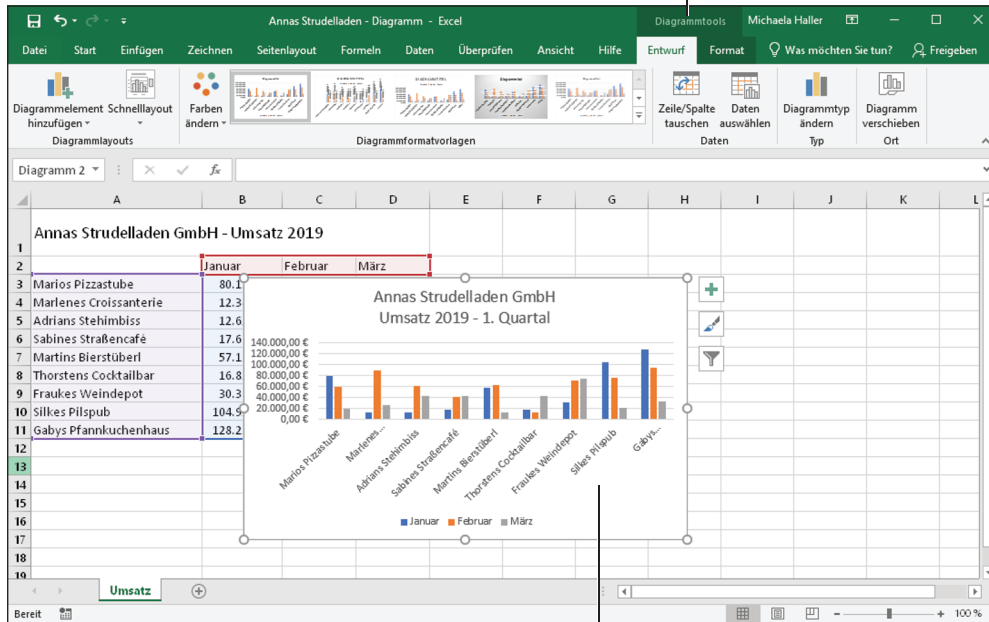 Annas Strudelladen - Diagramm - Excel
Diagrammtools
Michaela Haller
Datei Start Einfügen Zeichnen Seitenlayout Formeln Daten Überprüfen Ansicht Hilfe Entwurf Format Was möchten Sie tun? Freigeben
Diagrammelement hinzufügen
Schnelllayout
Diagrammlayouts
Farben ändern
Diagrammformatvorlagen
Zeile/Spalte tauschen
Daten auswählen
Daten
Diagrammtyp ändern
Typ
Diagramm verschieben
Ort
Diagramm 2
fx
A B C D E F G H I J K L
1 Annas Strudelladen GmbH - Umsatz 2019
2 Januar Februar März
3 Marios Pizzastube 80.1
4 Marlenes Croissanterie 12.3
5 Adrians Stehimbiss 12.6
6 Sabines Straßencafé 17.6
7 Martins Bierstüberl 57.1
8 Thorstens Cocktailbar 16.8
9 Fraukes Weindepot 30.3
10 Silkes Pilspub 104.9
11 Gabys Pfannkuchenhaus 128.2
12
13
14
15
16
17
18
19
Annas Strudelladen GmbH
Umsatz 2019 - 1. Quartal
140.000,00 €
120.000,00 €
100.000,00 €
80.000,00 €
60.000,00 €
40.000,00 €
20.000,00 €
0,00 €
Marios Pizzastube
Marlenes...
Adrians Stehimbiss
Sabines Straßencafé
Martins Bierstüberl
Thorstens Cocktailbar
Fraukes Weindepot
Silkes Pilspub
Gabys...
Januar Februar März
Umsatz
Bereit
100 %